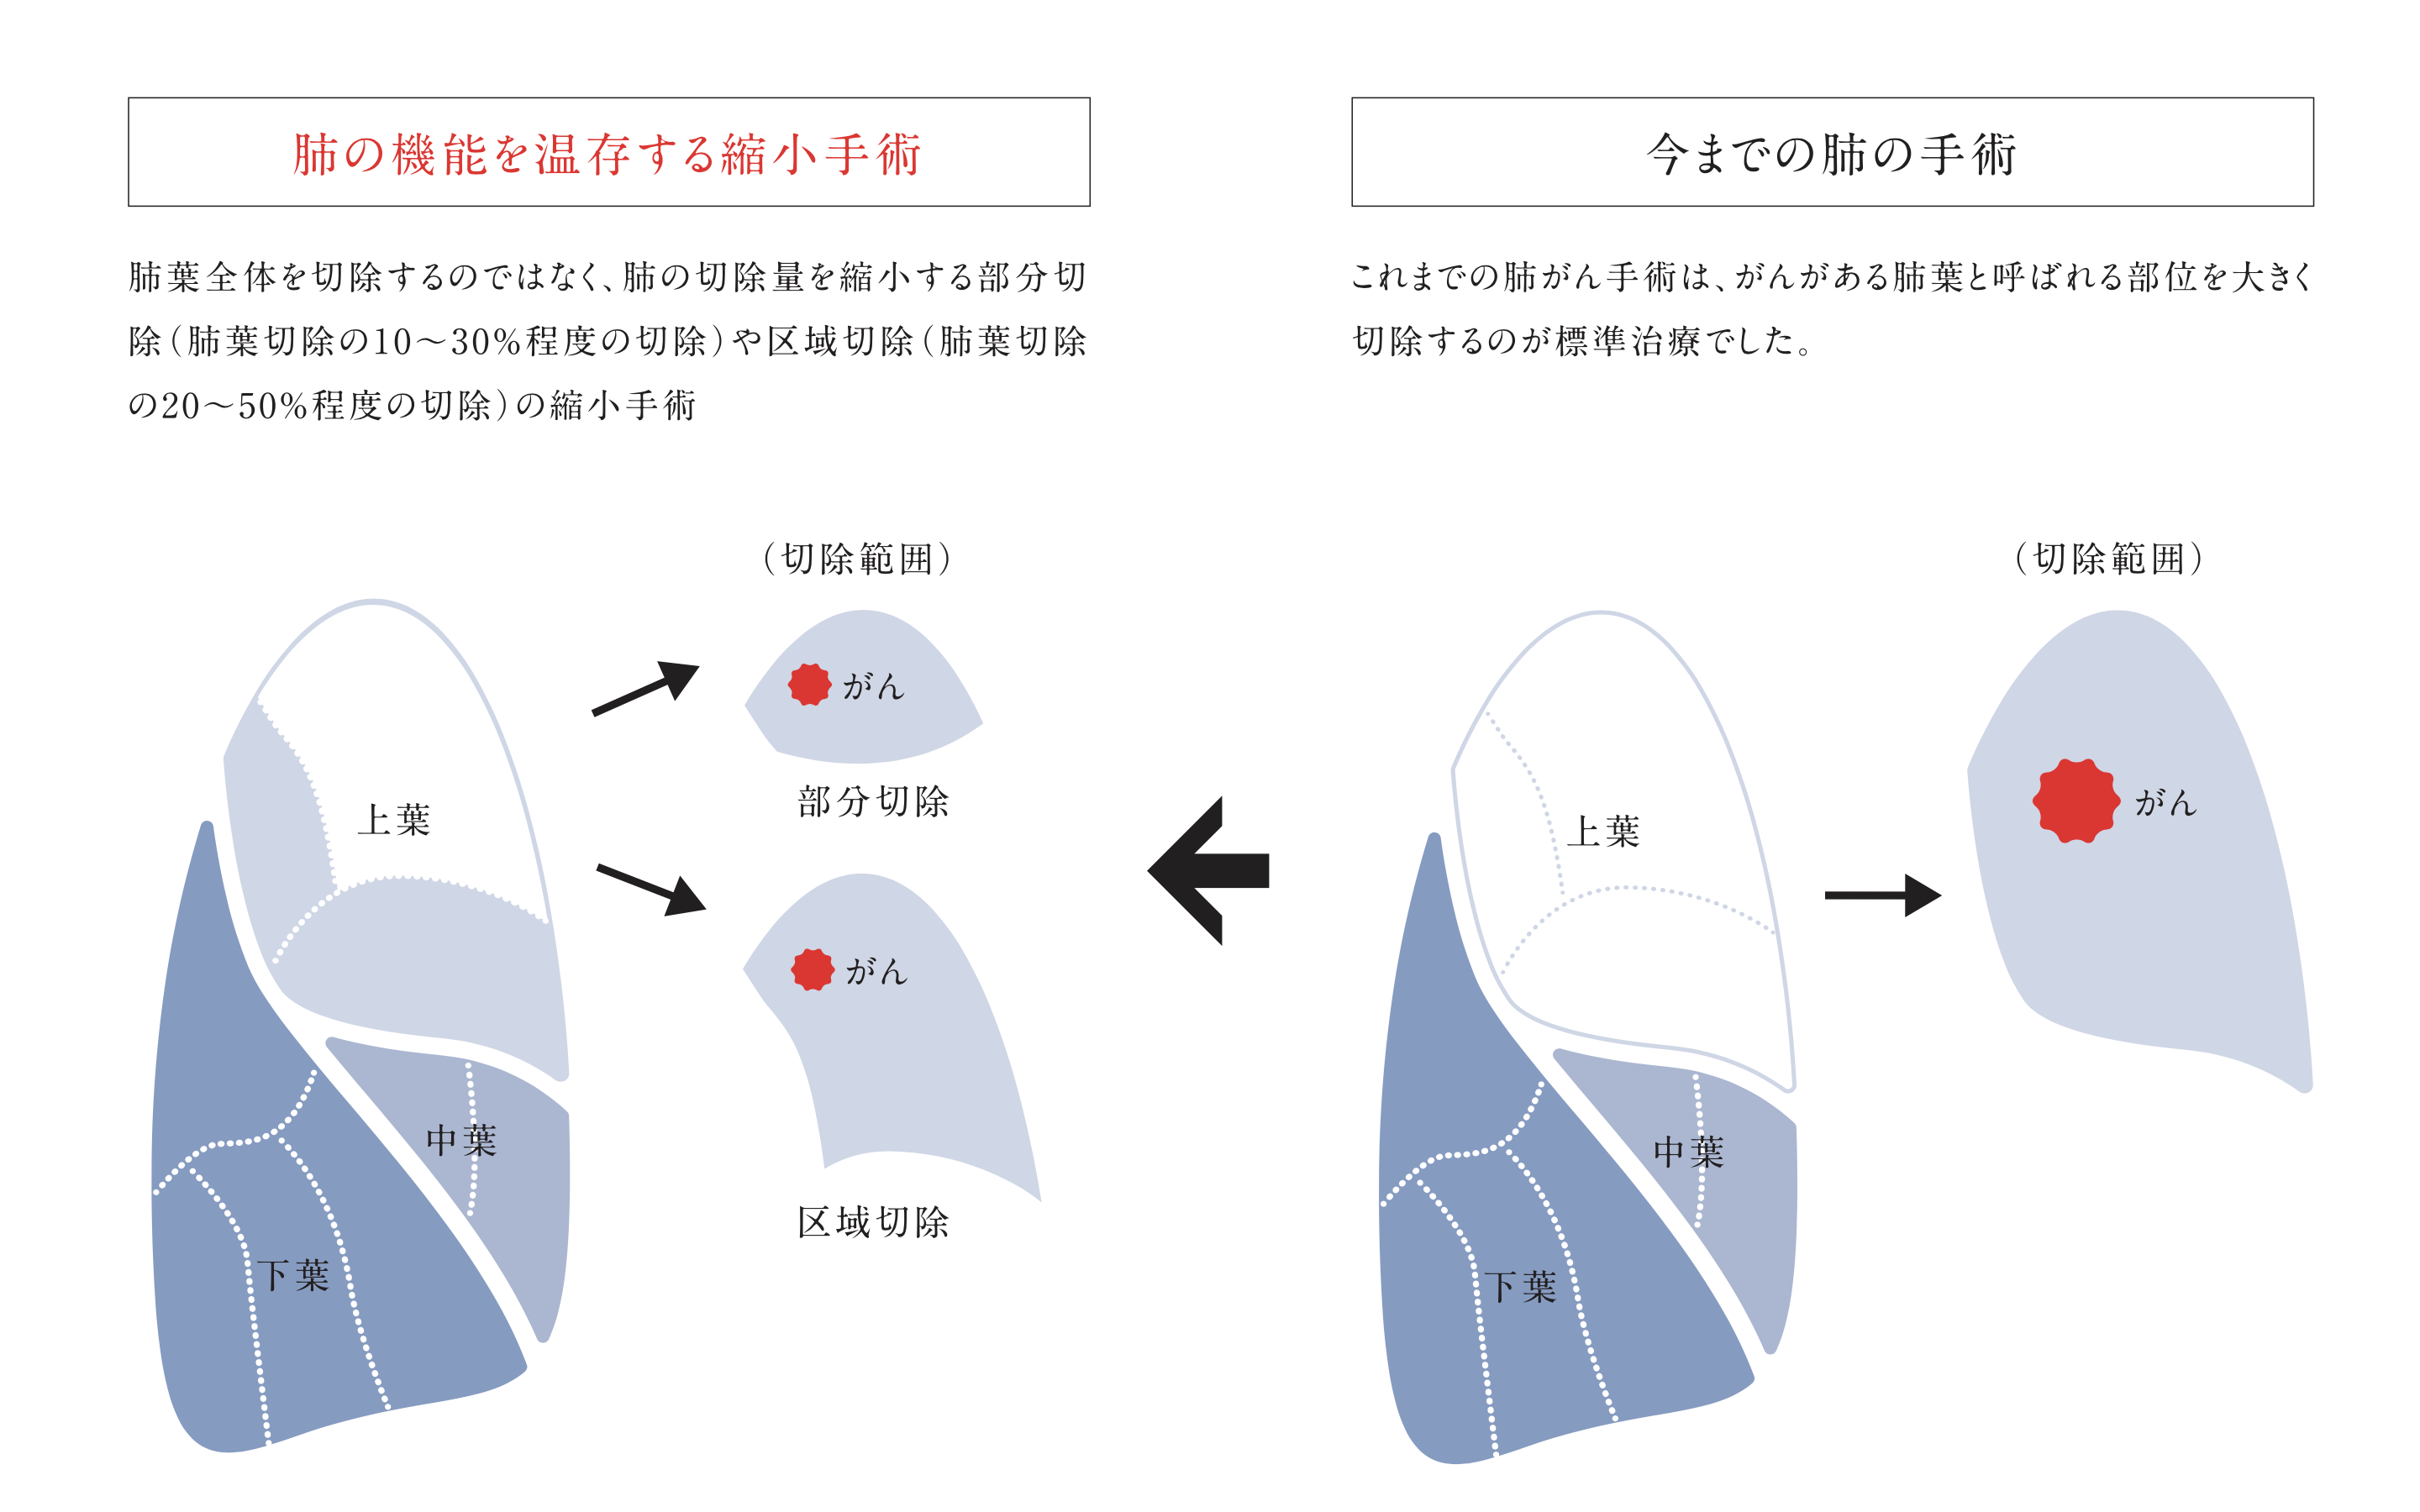 肺の機能を温存する縮小手術
肺葉全体を切除するのではなく、肺の切除量を縮小する部分切
除（肺葉切除の10〜30%程度の切除）や区域切除（肺葉切除
の20〜50%程度の切除）の縮小手術
（切除範囲）
がん
部分切除
上葉
がん
中葉
区域切除
下葉
今までの肺の手術
これまでの肺がん手術は、がんがある肺葉と呼ばれる部位を大きく
切除するのが標準治療でした。
（切除範囲）
上葉
がん
中葉
下葉